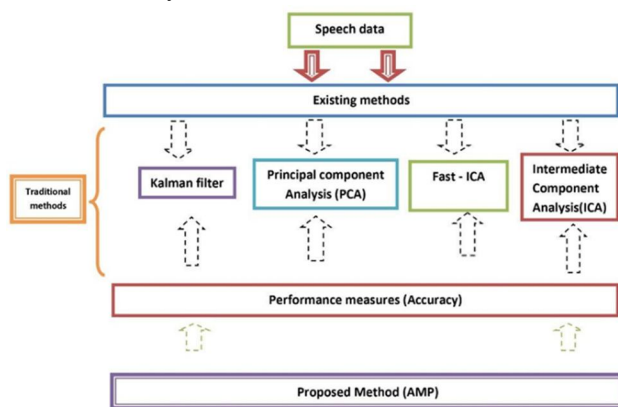 Speech data
Existing methods
Traditional
methods
Kalman filter
Principal component
Analysis (PCA)
Fast - ICA
Intermediate
Component
Analysis(ICA)
Performance measures (Accuracy)
Proposed Method (AMP)